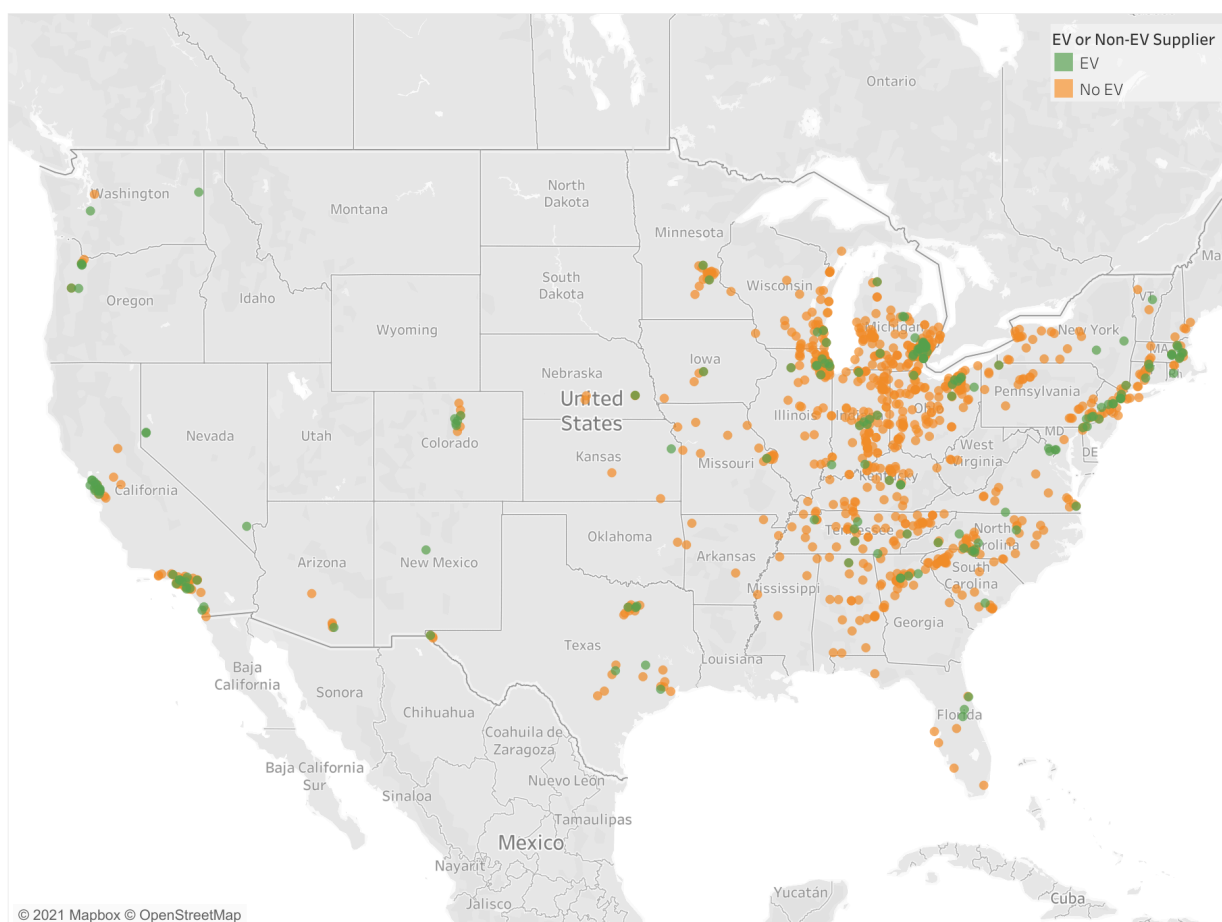 EV or Non-EV Supplier
EV
No EV
Ontario
Washington
Montana
North
Dakota
Minnesota
Oregon
Idaho
South
Dakota
Wisconsin
Michigan
VT
New York
Wyoming
Iowa
MA
RI
Nebraska
Pennsylvania
United
States
Illinois
Ohio
Nevada
Utah
Colorado
Kansas
Missouri
West
Virginia
MD
DE
California
Kentucky
Oklahoma
Tennessee
North
Carolina
Arizona
New Mexico
Arkansas
South
Carolina
Mississippi
Georgia
Texas
Louisiana
Baja
California
Sonora
Chihuahua
Florida
Coahuila de
Zaragoza
Baja California
Sur
Nuevo León
Sinaloa
Tamaulipas
Mexico
Nayarit
Jalisco
Yucatán
Cuba
© 2021 Mapbox © OpenStreetMap